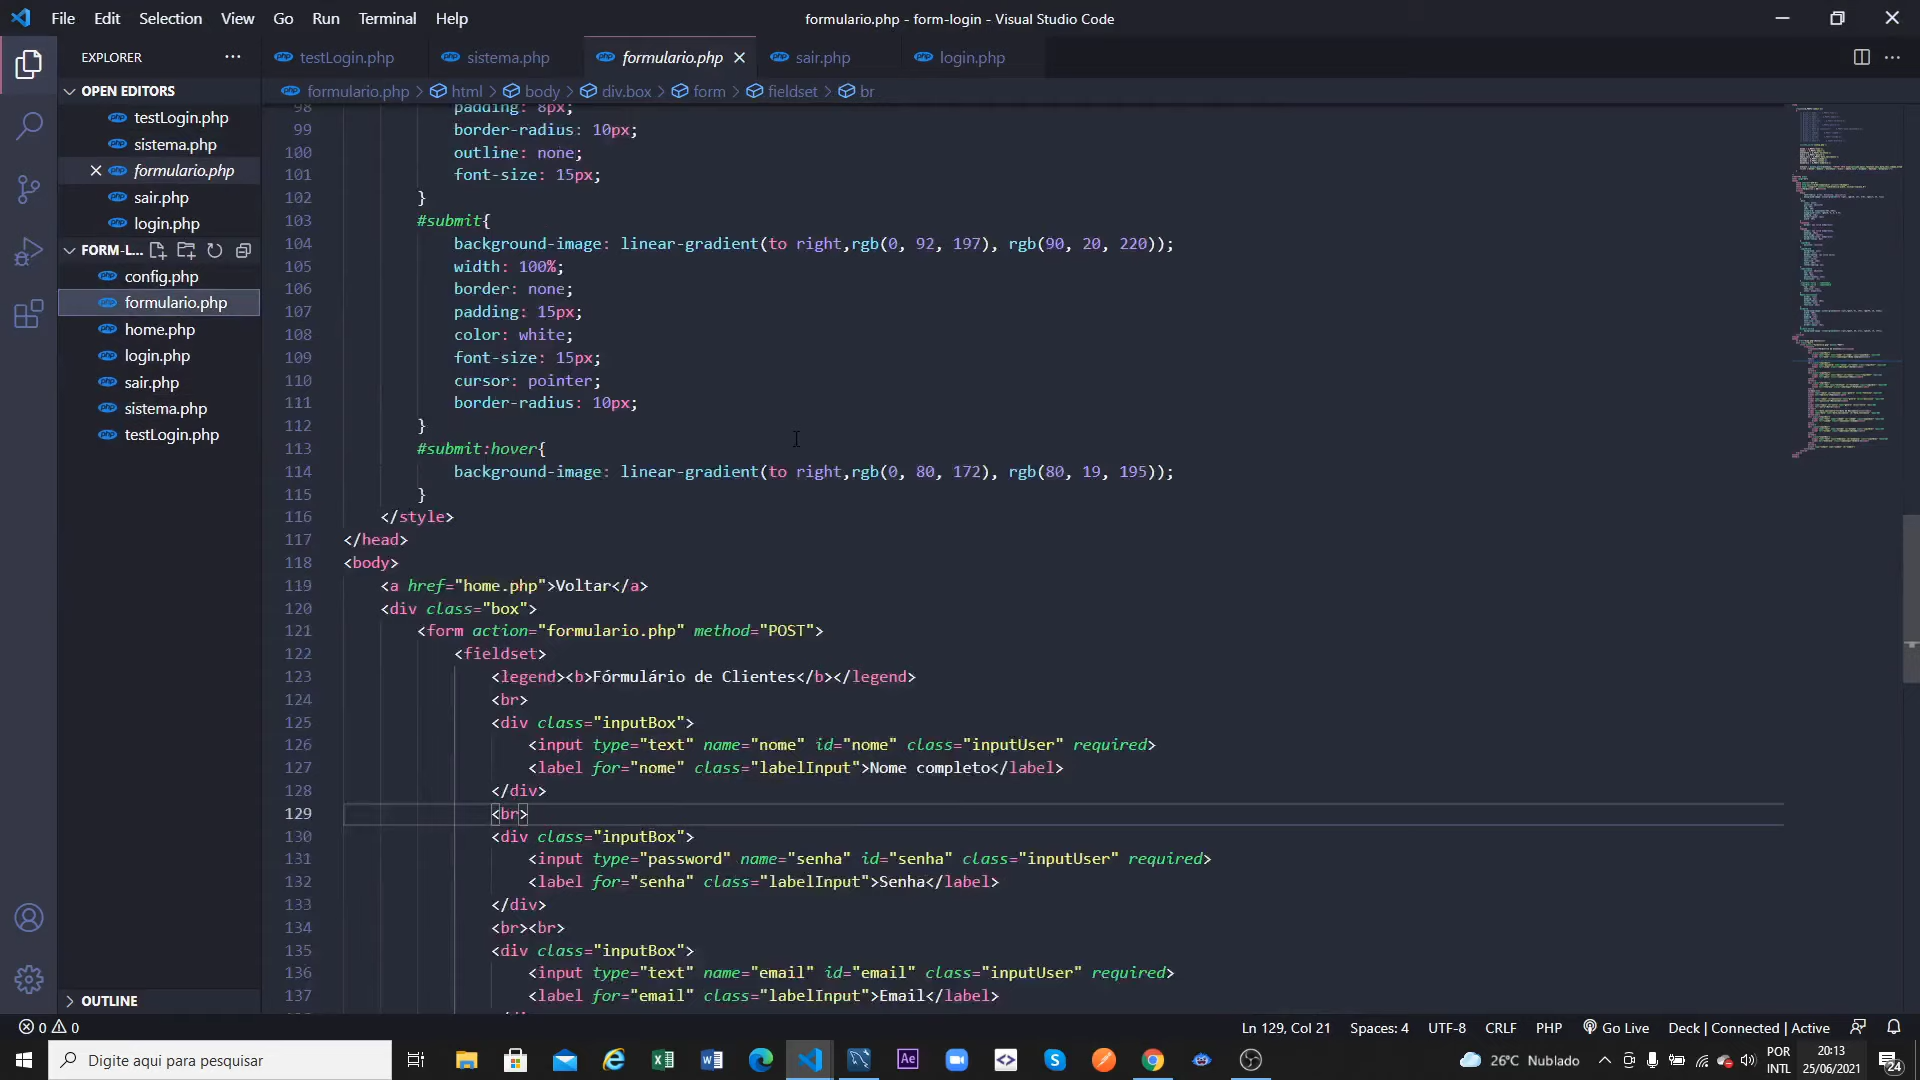 File Edit Selection View Go Run Terminal Help
formulario.php - form-login - Visual Studio Code
EXPLORER
testLogin.php sistema.php formulario.php sair.php login.php
OPEN EDITORS
testLogin.php
sistema.php
formulario.php
sair.php
login.php
FORM-L...
config.php
formulario.php
home.php
login.php
sair.php
sistema.php
testLogin.php
OUTLINE
formulario.php > html > body > div.box > form > fieldset > br
98 padding: 8px;
99 border-radius: 10px;
100 outline: none;
101 font-size: 15px;
102 }
103 #submit{
104 background-image: linear-gradient(to right,rgb(0, 92, 197), rgb(90, 20, 220));
105 width: 100%;
106 border: none;
107 padding: 15px;
108 color: white;
109 font-size: 15px;
110 cursor: pointer;
111 border-radius: 10px;
112 }
113 #submit:hover{
114 background-image: linear-gradient(to right,rgb(0, 80, 172), rgb(80, 19, 195));
115 }
116 </style>
117 </head>
118 <body>
119 <a href="home.php">Voltar</a>
120 <div class="box">
121 <form action="formulario.php" method="POST">
122 <fieldset>
123 <legend><b>Fórmulário de Clientes</b></legend>
124 <br>
125 <div class="inputBox">
126 <input type="text" name="nome" id="nome" class="inputUser" required>
127 <label for="nome" class="labelInput">Nome completo</label>
128 </div>
129 <br>
130 <div class="inputBox">
131 <input type="password" name="senha" id="senha" class="inputUser" required>
132 <label for="senha" class="labelInput">Senha</label>
133 </div>
134 <br><br>
135 <div class="inputBox">
136 <input type="text" name="email" id="email" class="inputUser" required>
137 <label for="email" class="labelInput">Email</label>
0 0
Ln 129, Col 21 Spaces: 4 UTF-8 CRLF PHP Go Live Deck | Connected | Active
Digite aqui para pesquisar
26°C Nublado
POR
INTL
20:13
25/06/2021
24